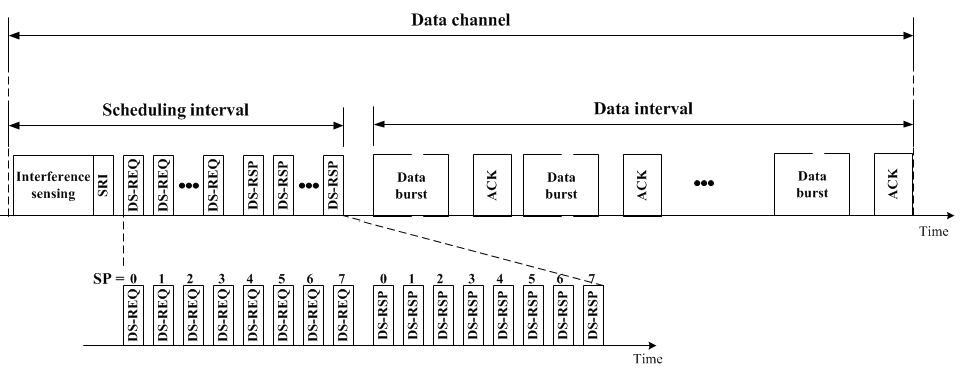 Data channel
Scheduling interval
Data interval
Interference sensing SRI DS-REQ DS-REQ ●●● DS-REQ DS-RSP DS-RSP ●●● DS-RSP Data burst ACK Data burst ACK ●●● Data burst ACK
Time
SP = 0 1 2 3 4 5 6 7 0 1 2 3 4 5 6 7
DS-REQ DS-REQ DS-REQ DS-REQ DS-REQ DS-REQ DS-REQ DS-REQ DS-RSP DS-RSP DS-RSP DS-RSP DS-RSP DS-RSP DS-RSP DS-RSP
Time